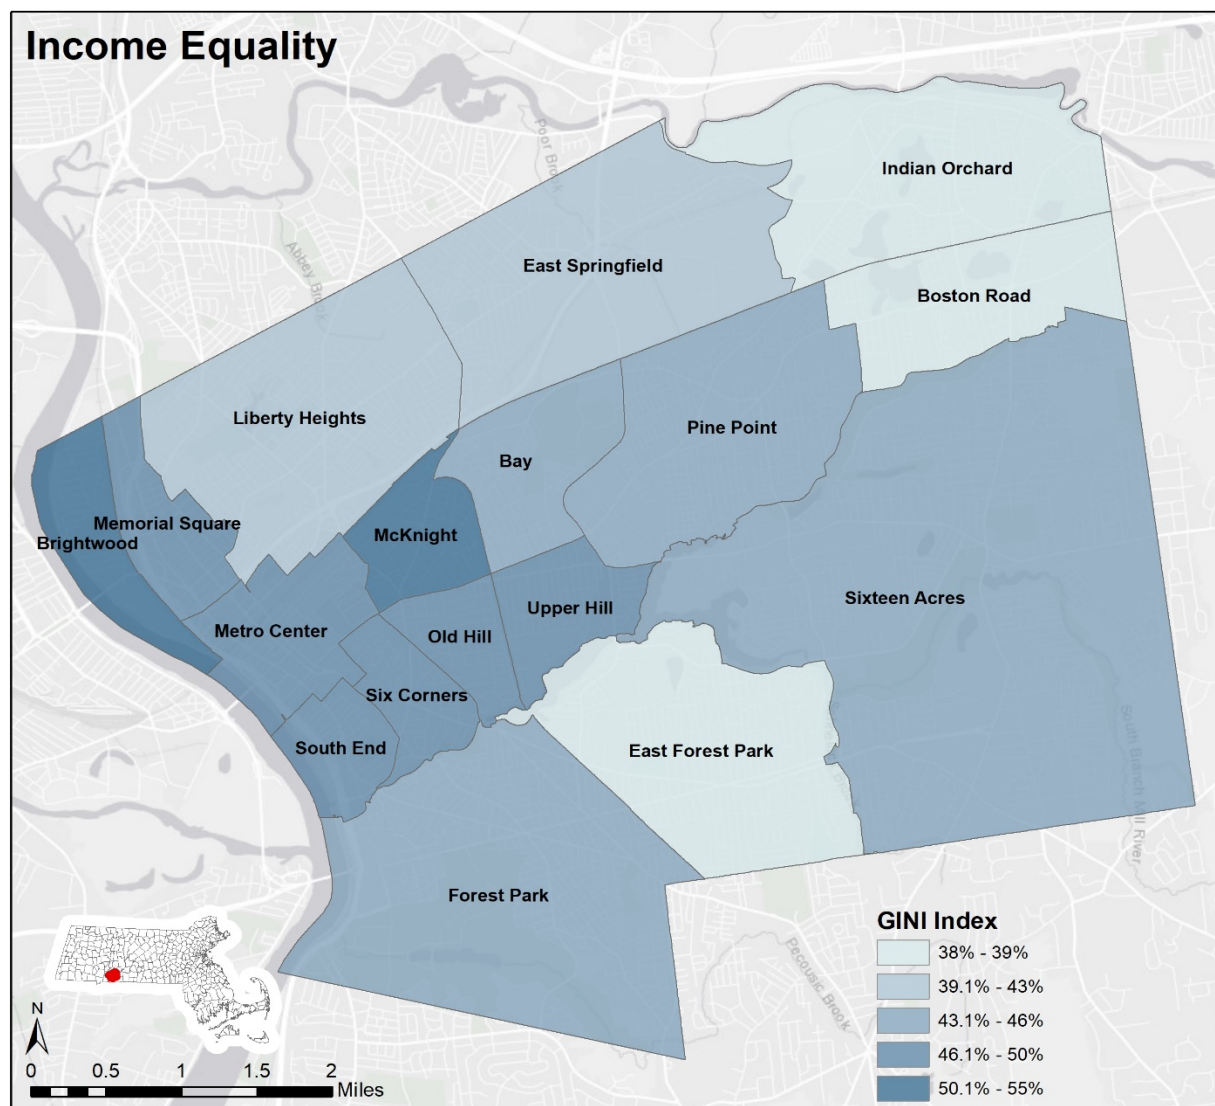 Income Equality
Poor Brook
Indian Orchard
Abbey Brook
East Springfield
Boston Road
Liberty Heights
Pine Point
Bay
Memorial Square
McKnight
Brightwood
Sixteen Acres
Upper Hill
Metro Center
Old Hill
Six Corners
South End
East Forest Park
South Branch Mill River
Forest Park
Pecousic Brook
GINI Index
38% - 39%
39.1% - 43%
43.1% - 46%
46.1% - 50%
50.1% - 55%
N
0 0.5 1 1.5 2
Miles